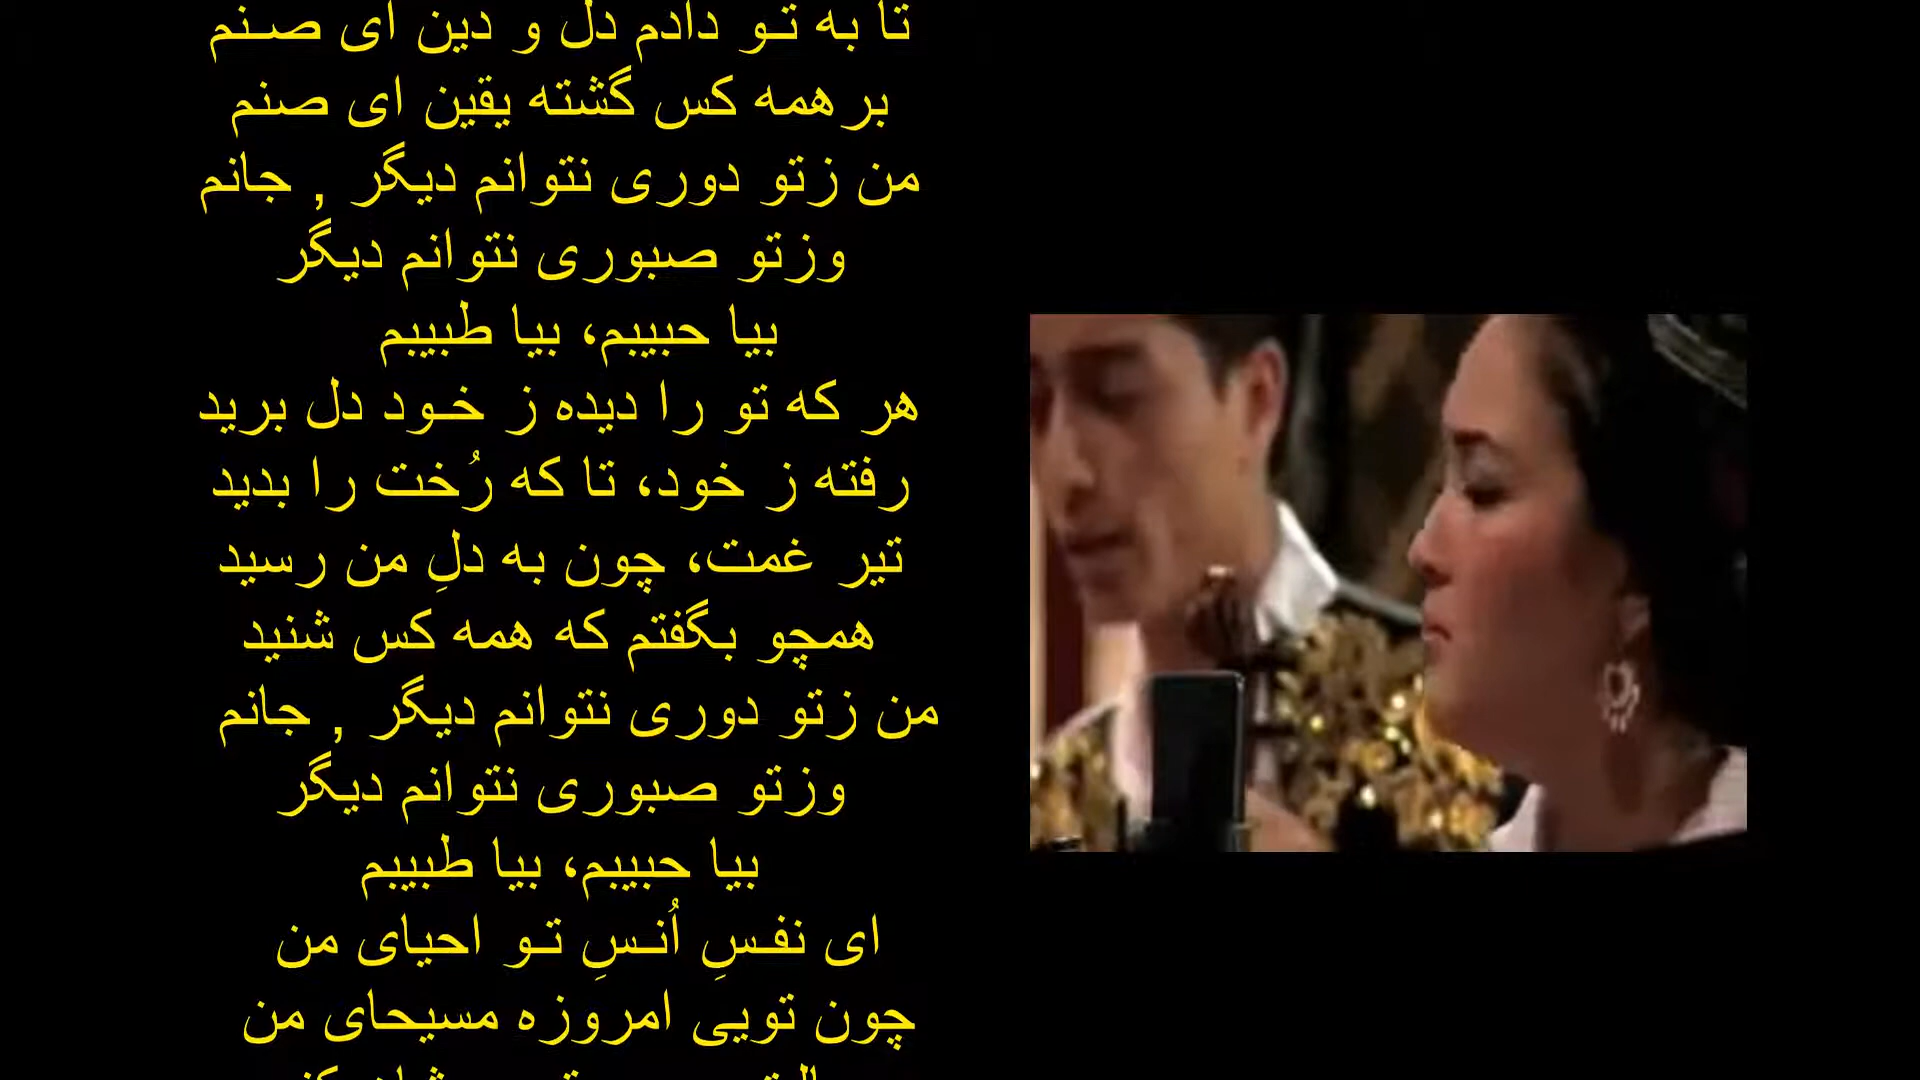 تا به تو دادم دل و دین ای صنم
بر همه کس گشته یقین ای صنم
من زتو دوری نتوانم دیگر , جانم
وزتو صبوری نتوانم دیگر
بیا حبیبم، بیا طبیبم
هر که تو را دیده ز خود دل برید
رفته ز خود، تا که رُخت را بدید
تیر غمت، چون به دلِ من رسید
همچو بگفتم که همه کس شنید
من زتو دوری نتوانم دیگر , جانم
وزتو صبوری نتوانم دیگر
بیا حبیبم، بیا طبیبم
ای نفسِ اُنسِ تو احیای من
چون تویی امروزه مسیحای من